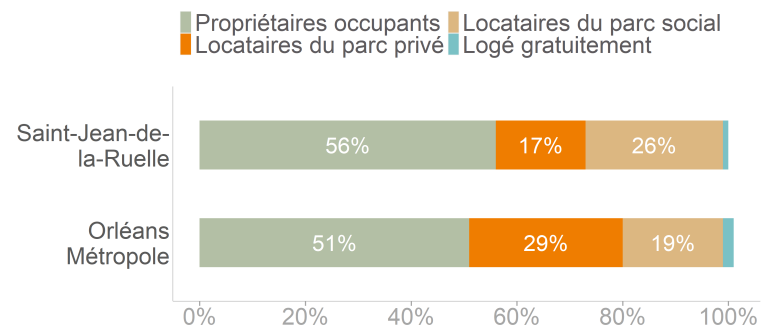 Propriétaires occupants Locataires du parc social
Locataires du parc privé Logé gratuitement
Saint-Jean-de-
la-Ruelle
56% 17% 26%
Orléans
Métropole
51% 29% 19%
0% 20% 40% 60% 80% 100%